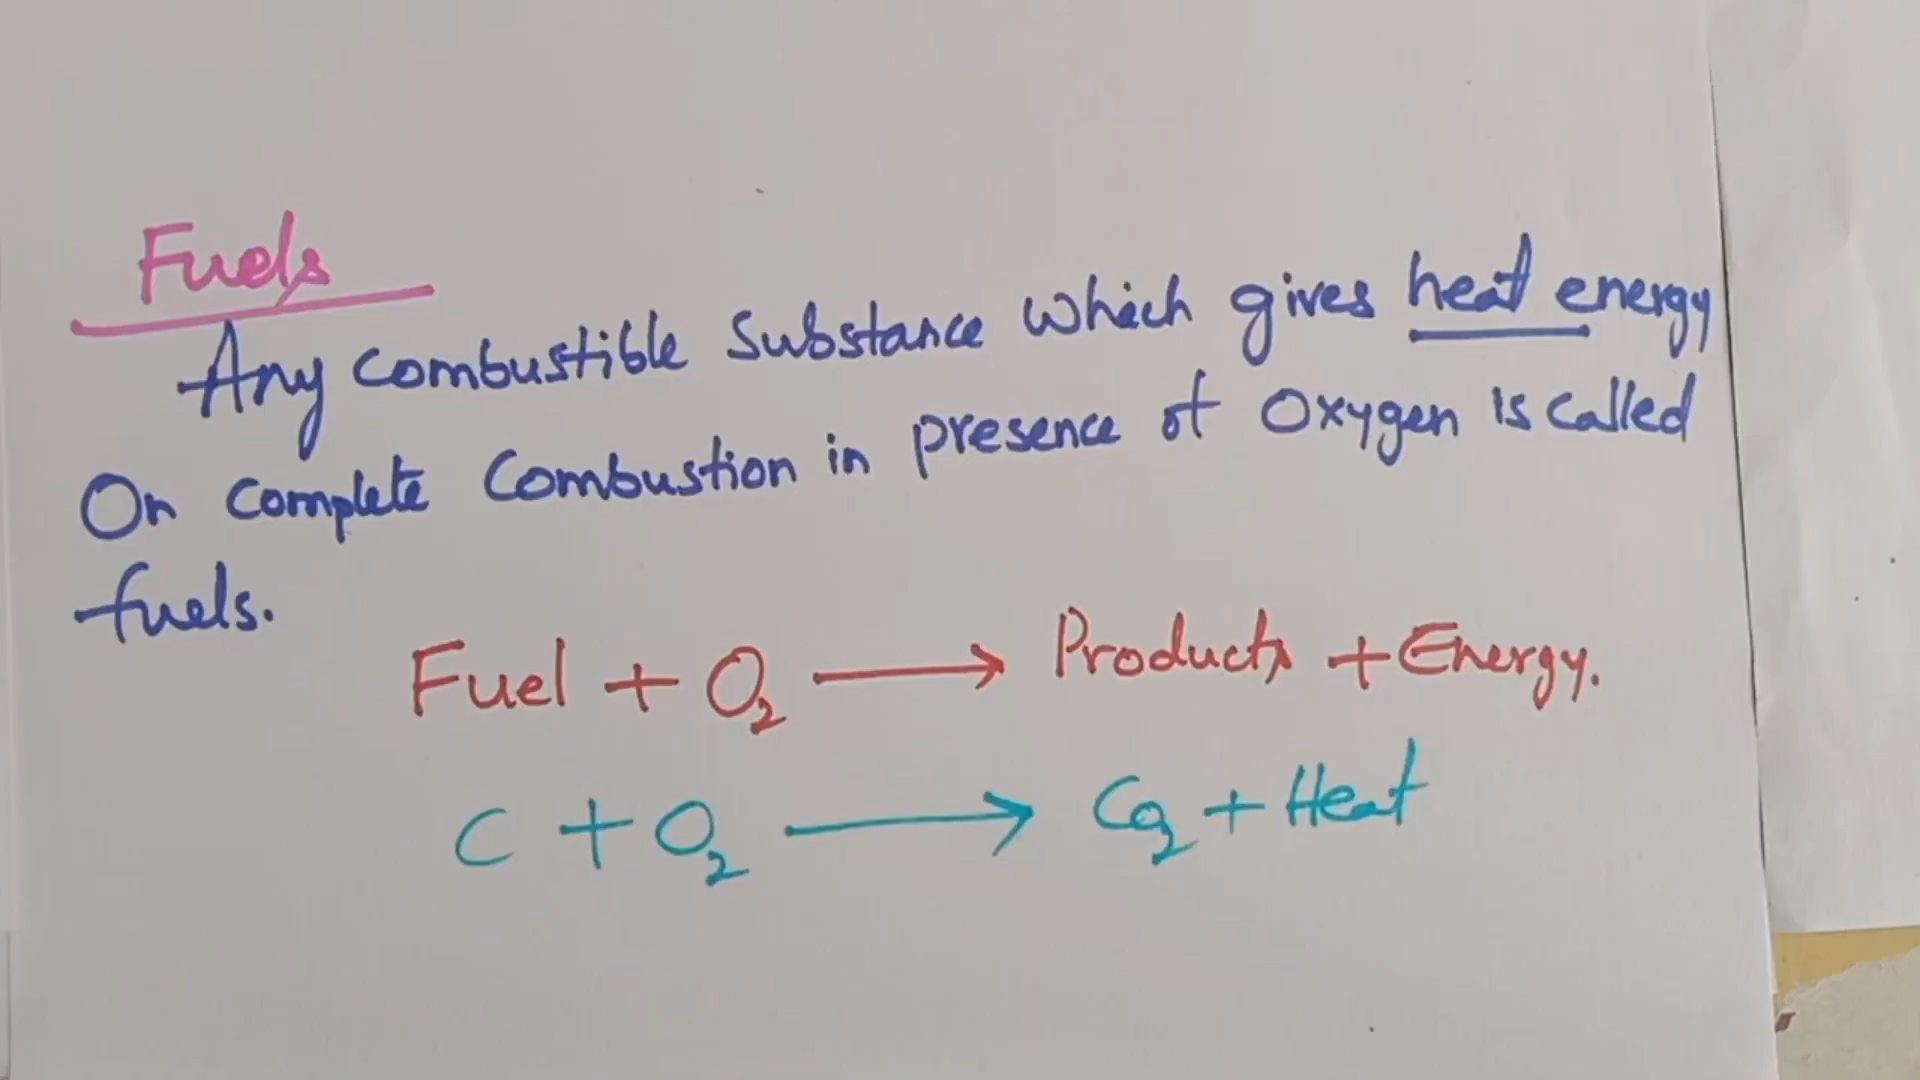 Fuels
Any combustible substance which gives heat energy
On complete Combustion in presence of Oxygen is called
fuels.
Fuel + O₂ → Products + Energy.
C + O₂ → CO₂ + Heat